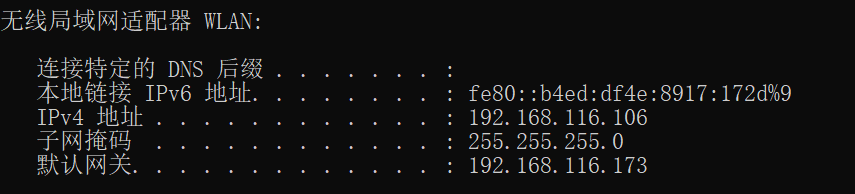 无线局域网适配器 WLAN:
连接特定的 DNS 后缀 . . . . . . . :
本地链接 IPv6 地址. . . . . . . . : fe80::b4ed:df4e:8917:172d%9
IPv4 地址 . . . . . . . . . . . . : 192.168.116.106
子网掩码 . . . . . . . . . . . . : 255.255.255.0
默认网关. . . . . . . . . . . . . : 192.168.116.173